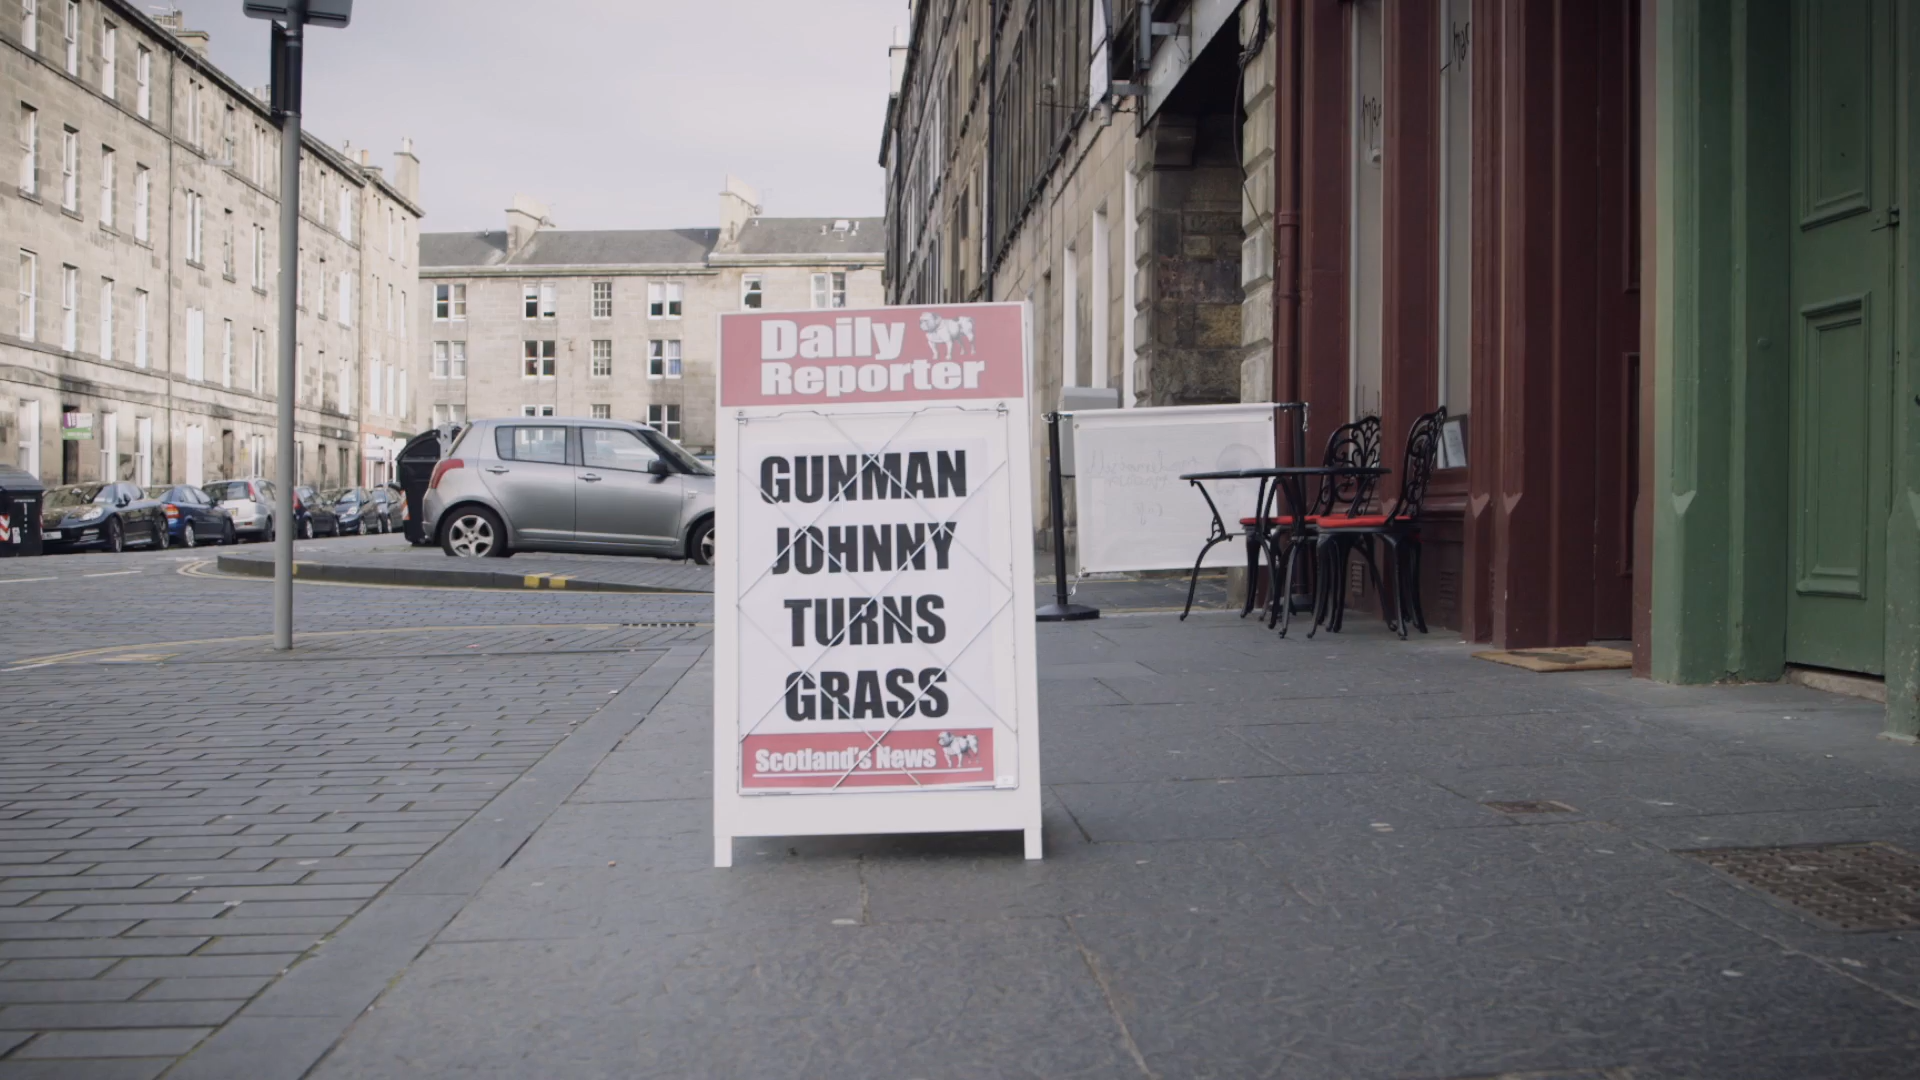 Daily
Reporter
GUNMAN
JOHNNY
TURNS
GRASS
Scotland's News